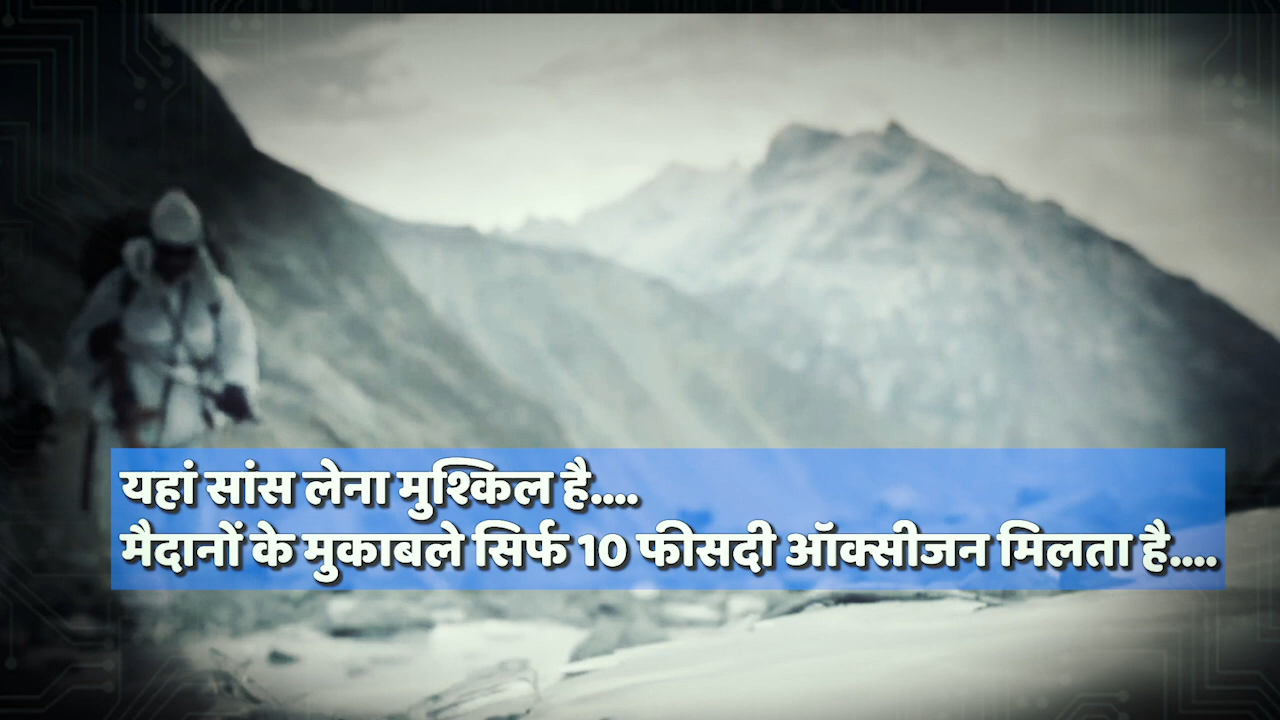 यहां सांस लेना मुश्किल है....
मैदानों के मुकाबले सिर्फ 10 फीसदी ऑक्सीजन मिलता है....